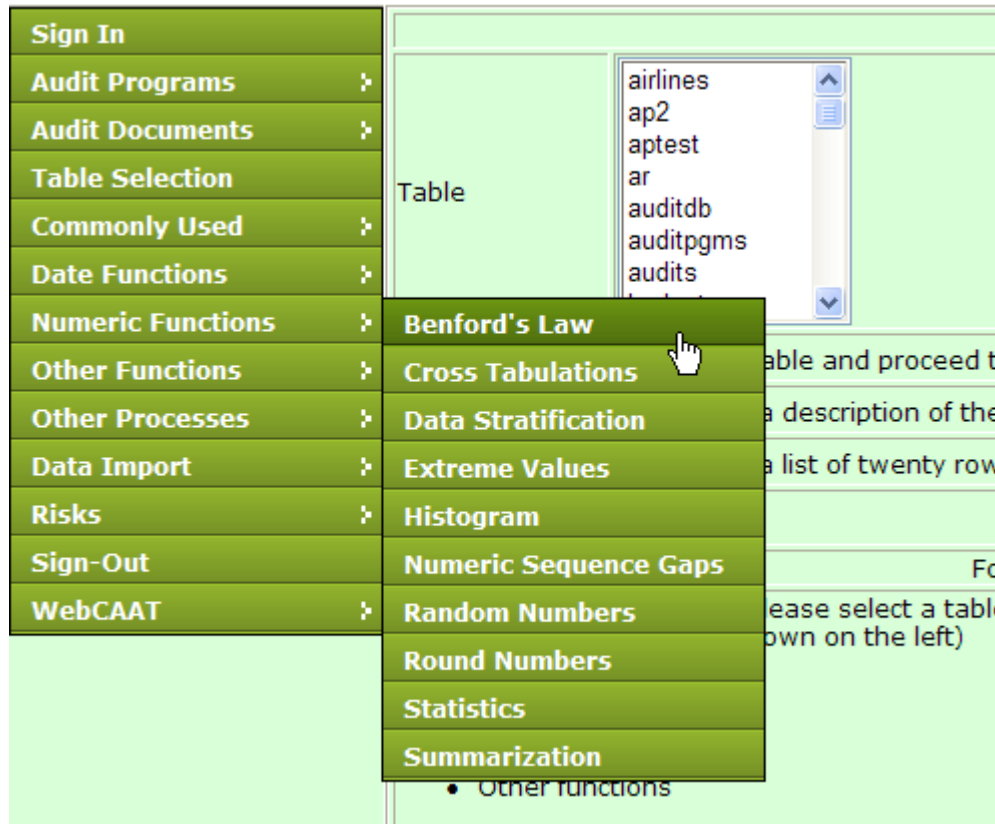 Sign In
Audit Programs
Audit Documents
Table Selection
Commonly Used
Date Functions
Numeric Functions
Other Functions
Other Processes
Data Import
Risks
Sign-Out
WebCAAT
Table
airlines
ap2
aptest
ar
auditdb
auditpgms
audits
Benford's Law
Cross Tabulations
Data Stratification
Extreme Values
Histogram
Numeric Sequence Gaps
Random Numbers
Round Numbers
Statistics
Summarization
able and proceed t
a description of the
a list of twenty row
Fo
lease select a tabl
own on the left)
Other functions